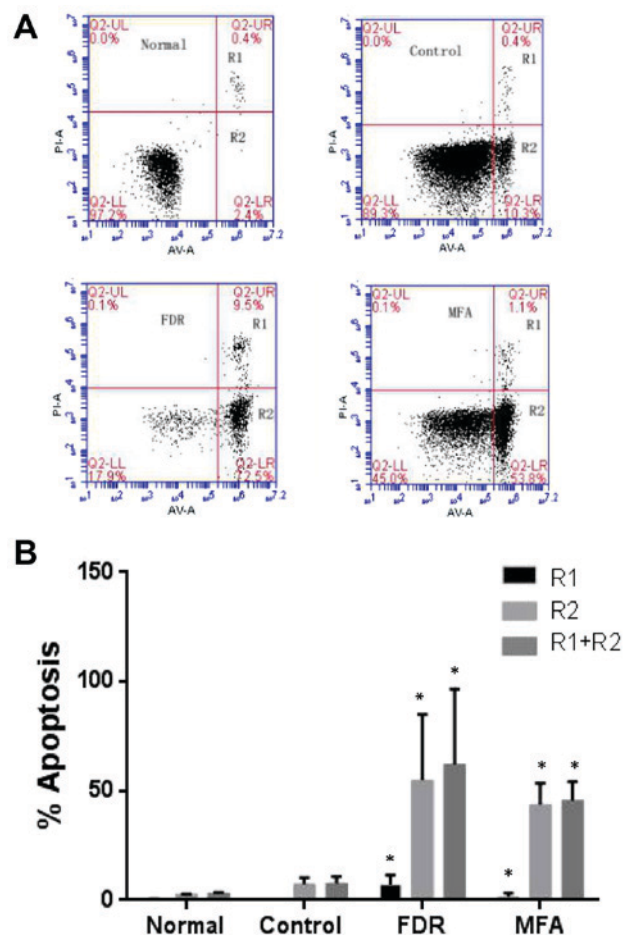 A
Q2-UL
0.0%
Normal
Q2-UR
0.4%
R1
R2
Q2-LL
97.2%
Q2-LR
2.4%
PI-A
AV-A
Q2-UL
0.0%
Control
Q2-UR
0.4%
R1
R2
Q2-LL
89.3%
Q2-LR
10.3%
PI-A
AV-A
Q2-UL
0.1%
FDR
Q2-UR
9.5%
R1
R2
Q2-LL
17.9%
Q2-LR
72.5%
PI-A
AV-A
Q2-UL
0.1%
MFA
Q2-UR
1.1%
R1
R2
Q2-LL
45.0%
Q2-LR
53.8%
PI-A
AV-A
B
150
100
50
0
% Apoptosis
R1
R2
R1+R2
* * *
* * *
Normal Control FDR MFA